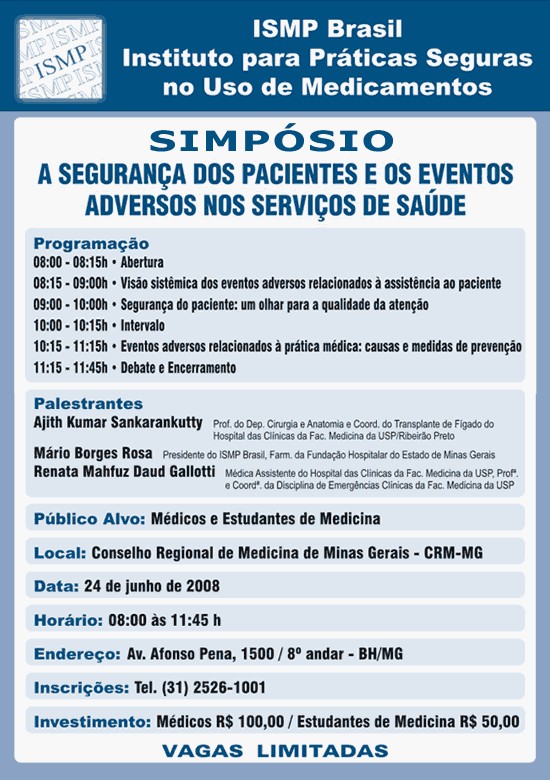 ISMP
ISMP Brasil
Instituto para Práticas Seguras
no Uso de Medicamentos
SIMPÓSIO
A SEGURANÇA DOS PACIENTES E OS EVENTOS
ADVERSOS NOS SERVIÇOS DE SAÚDE
Programação
08:00 - 08:15h • Abertura
08:15 - 09:00h • Visão sistêmica dos eventos adversos relacionados à assistência ao paciente
09:00 - 10:00h • Segurança do paciente: um olhar para a qualidade da atenção
10:00 - 10:15h • Intervalo
10:15 - 11:15h • Eventos adversos relacionados à prática médica: causas e medidas de prevenção
11:15 - 11:45h • Debate e Encerramento
Palestrantes
Ajith Kumar Sankarankutty Prof. do Dep. Cirurgia e Anatomia e Coord. do Transplante de Fígado do
Hospital das Clínicas da Fac. Medicina da USP/Ribeirão Preto
Mário Borges Rosa Presidente do ISMP Brasil, Farm. da Fundação Hospitalar do Estado de Minas Gerais
Renata Mahfuz Daud Gallotti Médica Assistente do Hospital das Clínicas da Fac. Medicina da USP, Profª.
e Coordª. da Disciplina de Emergências Clínicas da Fac. Medicina da USP
Público Alvo: Médicos e Estudantes de Medicina
Local: Conselho Regional de Medicina de Minas Gerais - CRM-MG
Data: 24 de junho de 2008
Horário: 08:00 às 11:45 h
Endereço: Av. Afonso Pena, 1500 / 8º andar - BH/MG
Inscrições: Tel. (31) 2526-1001
Investimento: Médicos R$ 100,00 / Estudantes de Medicina R$ 50,00
VAGAS LIMITADAS